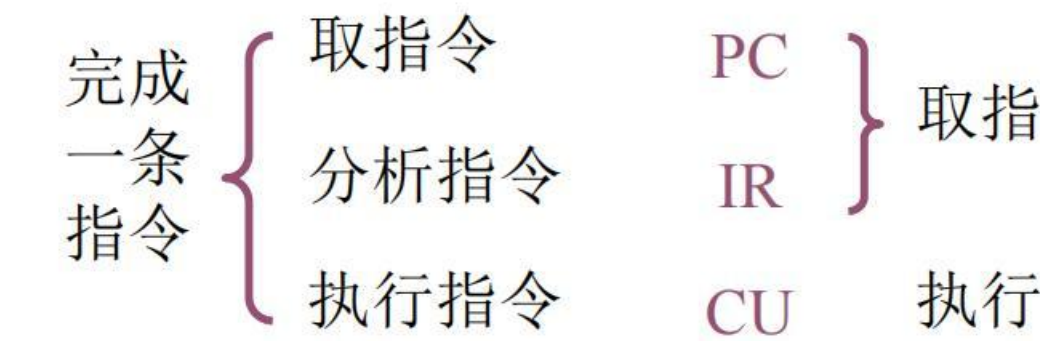 完成
一条
指令
取指令 PC
分析指令 IR
执行指令 CU
取指
执行